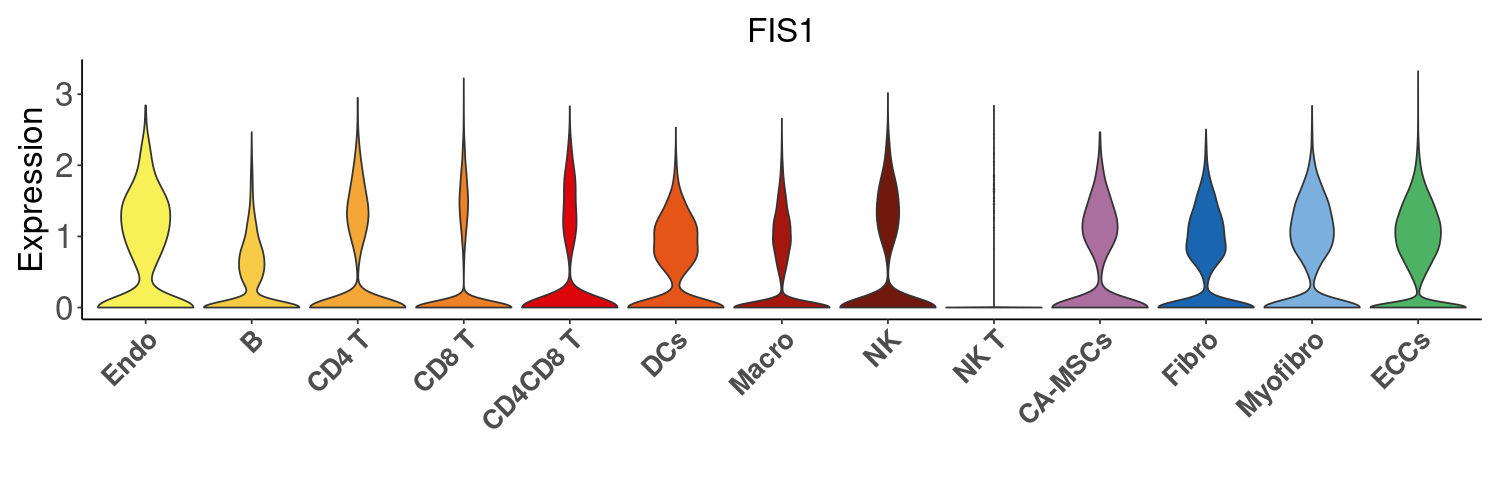 FIS1
Expression
3
2
1
0
Endo
B
CD4 T
CD8 T
CD4CD8 T
DCs
Macro
NK
NK T
CA-MSCs
Fibro
Myofibro
ECCs